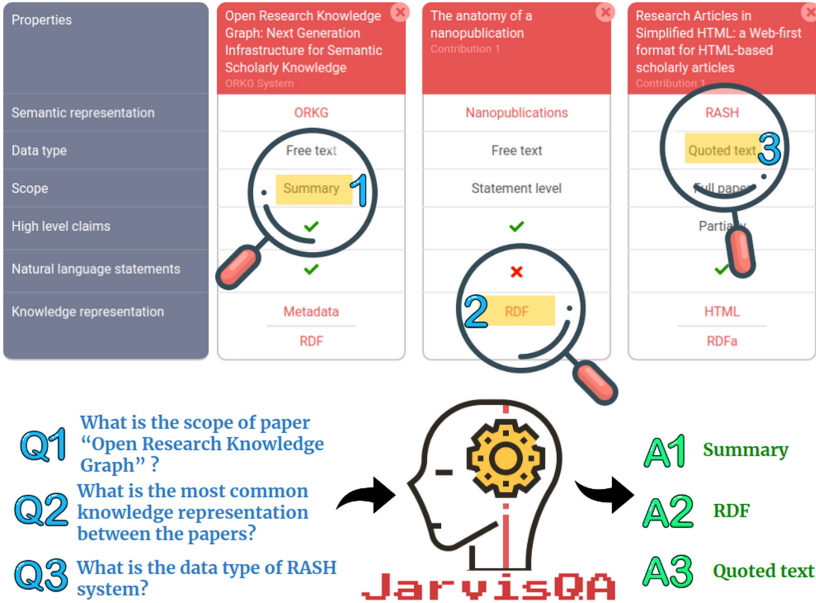 Properties
Open Research Knowledge
Graph: Next Generation
Infrastructure for Semantic
Scholarly Knowledge
ORKG System
The anatomy of a
nanopublication
Contribution 1
Research Articles in
Simplified HTML: a Web-first
format for HTML-based
scholarly articles
Contribution 1
Semantic representation
ORKG
Nanopublications
RASH
Data type
Free text
Free text
Quoted text
3
Scope
Summary
1
Statement level
Full paper
High level claims
Partially
Natural language statements
Knowledge representation
Metadata
RDF
2
RDF
HTML
RDFa
Q1
What is the scope of paper
“Open Research Knowledge
Graph” ?
Q2
What is the most common
knowledge representation
between the papers?
Q3
What is the data type of RASH
system?
JarvisQA
A1 Summary
A2 RDF
A3 Quoted text